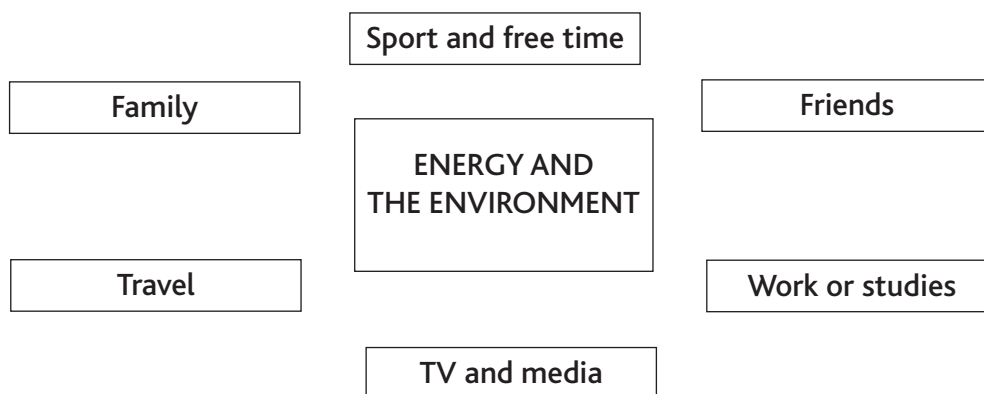 Sport and free time
Family
Friends
ENERGY AND
THE ENVIRONMENT
Travel
Work or studies
TV and media